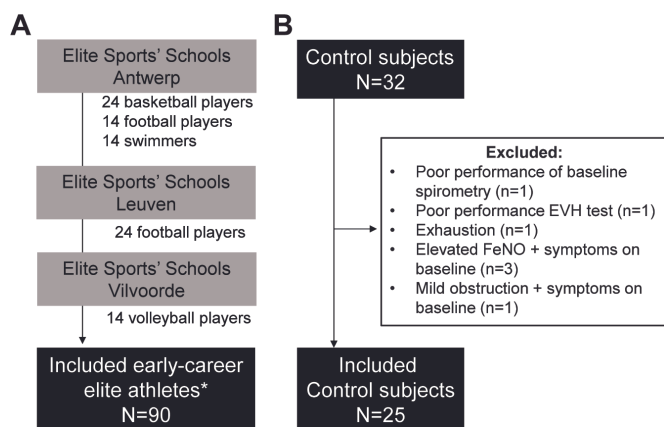 A
Elite Sports’ Schools
Antwerp
24 basketball players
14 football players
14 swimmers
Elite Sports’ Schools
Leuven
24 football players
Elite Sports’ Schools
Vilvoorde
14 volleyball players
Included early-career
elite athletes*
N=90
B
Control subjects
N=32
Excluded:
• Poor performance of baseline
spirometry (n=1)
• Poor performance EVH test (n=1)
• Exhaustion (n=1)
• Elevated FeNO + symptoms on
baseline (n=3)
• Mild obstruction + symptoms on
baseline (n=1)
Included
Control subjects
N=25